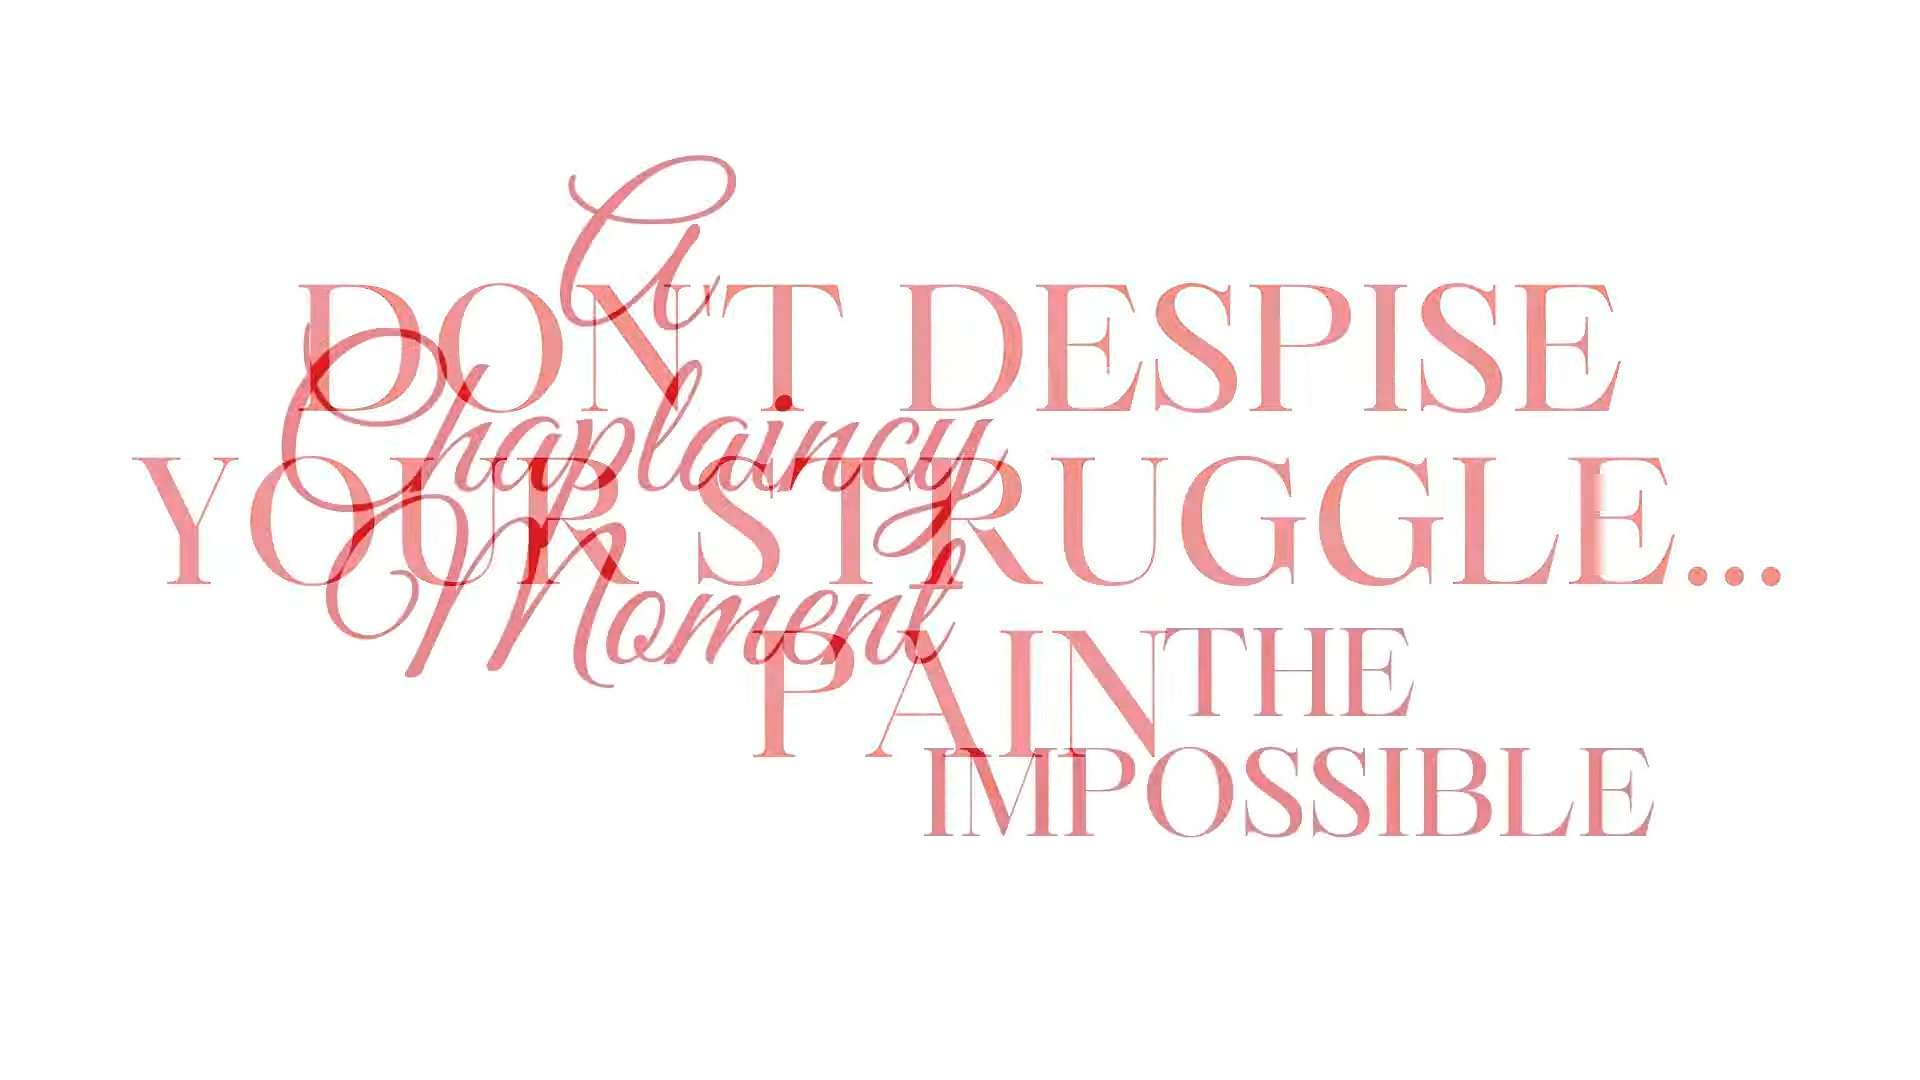 A
Chaplaincy
Moment
DON'T DESPISE
YOUR STRUGGLE...
PAIN
THE
IMPOSSIBLE